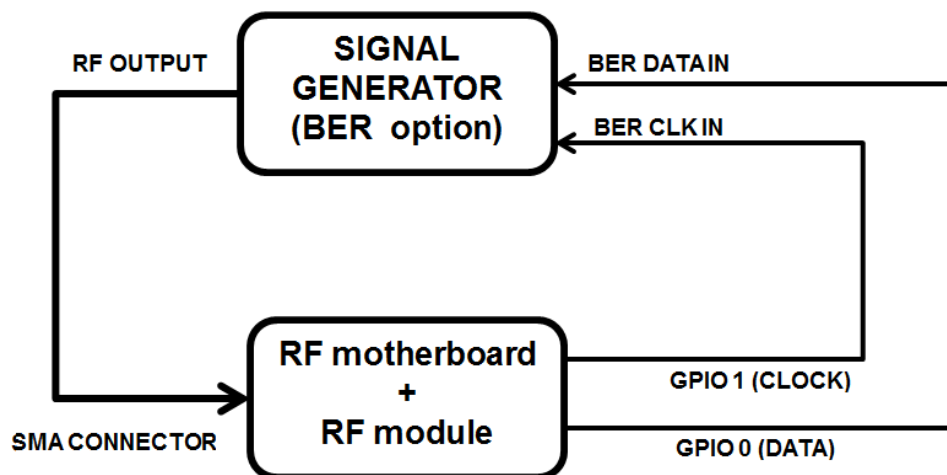 RF OUTPUT
SIGNAL
GENERATOR
(BER option)
BER DATA IN
BER CLK IN
RF motherboard
+
RF module
SMA CONNECTOR
GPIO 1 (CLOCK)
GPIO 0 (DATA)